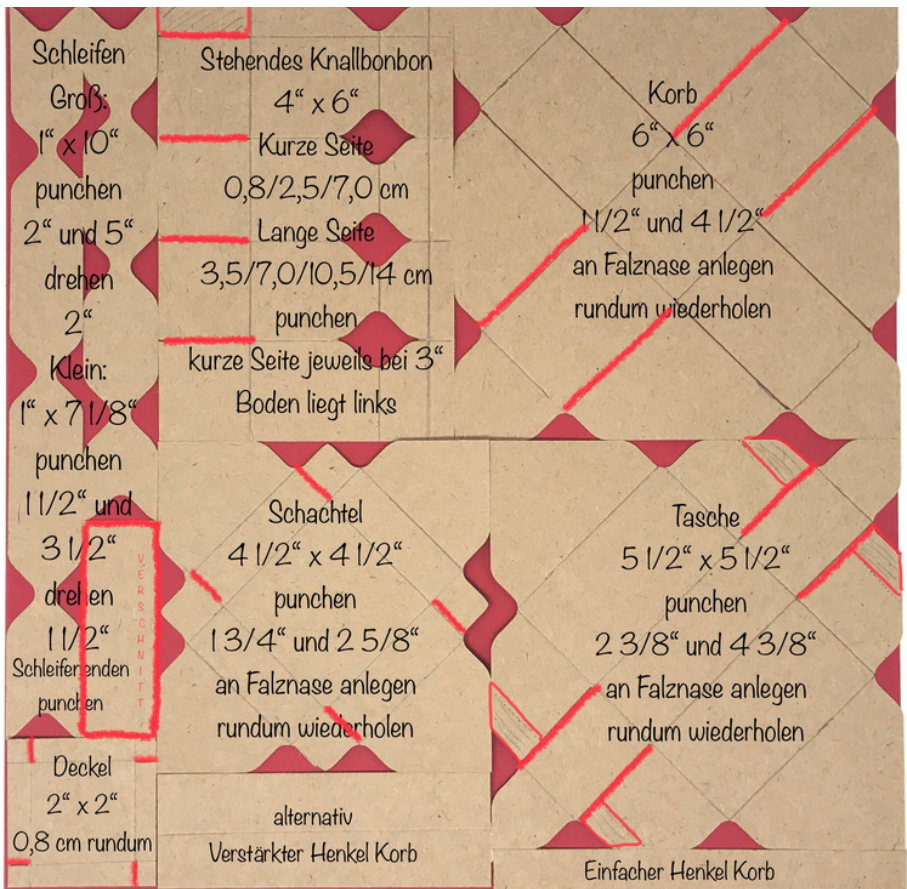 Schleifen
Groß:
1“ x 10“
punchen
2“ und 5“
drehen
2“
Klein:
1“ x 7 1/8“
punchen
1 1/2“ und
3 1/2“
drehen
1 1/2“
Schleifenenden
punchen
VERSCHNITT
Deckel
2“ x 2“
0,8 cm rundum
Stehendes Knallbonbon
4“ x 6“
Kurze Seite
0,8/2,5/7,0 cm
Lange Seite
3,5/7,0/10,5/14 cm
punchen
kurze Seite jeweils bei 3“
Boden liegt links
Korb
6“ x 6“
punchen
1 1/2“ und 4 1/2“
an Falznase anlegen
rundum wiederholen
Schachtel
4 1/2“ x 4 1/2“
punchen
1 3/4“ und 2 5/8“
an Falznase anlegen
rundum wiederholen
Tasche
5 1/2“ x 5 1/2“
punchen
2 3/8“ und 4 3/8“
an Falznase anlegen
rundum wiederholen
alternativ
Verstärkter Henkel Korb
Einfacher Henkel Korb